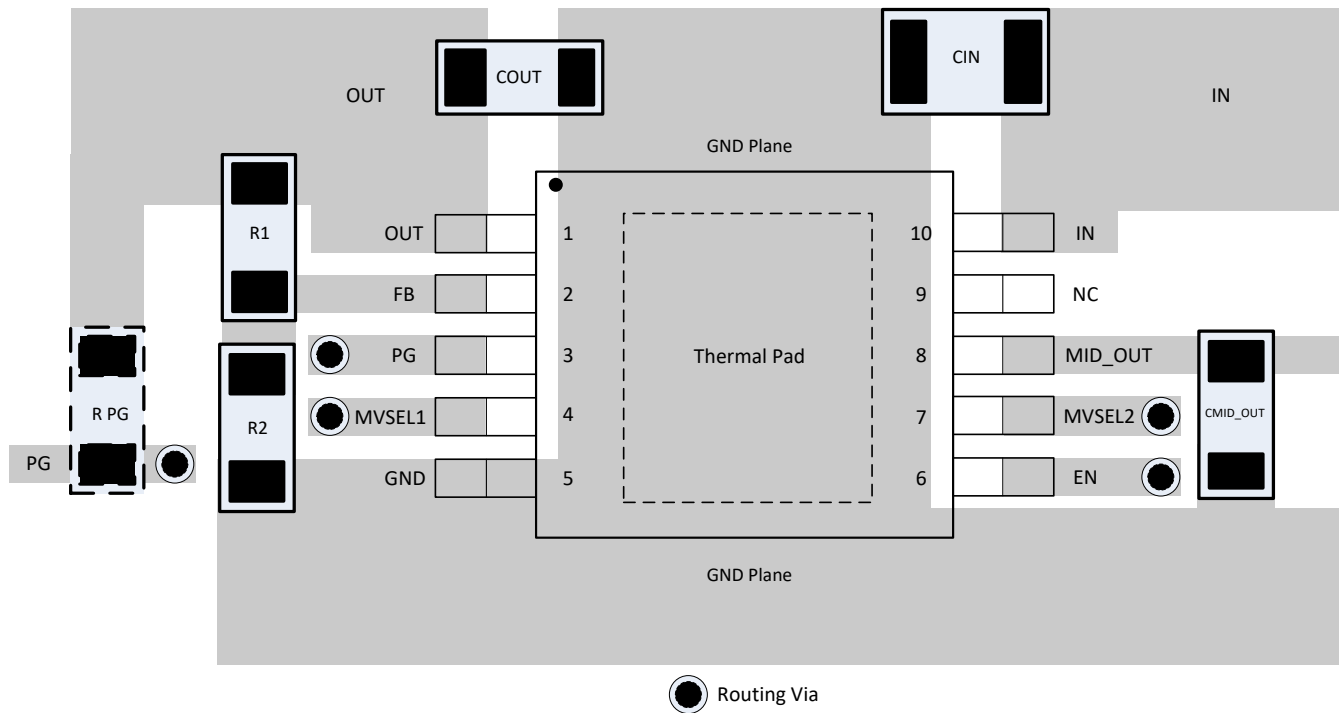 COUT
CIN
OUT
IN
GND Plane
R1
OUT
1
10
IN
FB
2
9
NC
PG
3
Thermal Pad
8
MID_OUT
R PG
R2
MVSEL1
4
7
MVSEL2
CMID_OUT
PG
GND
5
6
EN
GND Plane
Routing Via